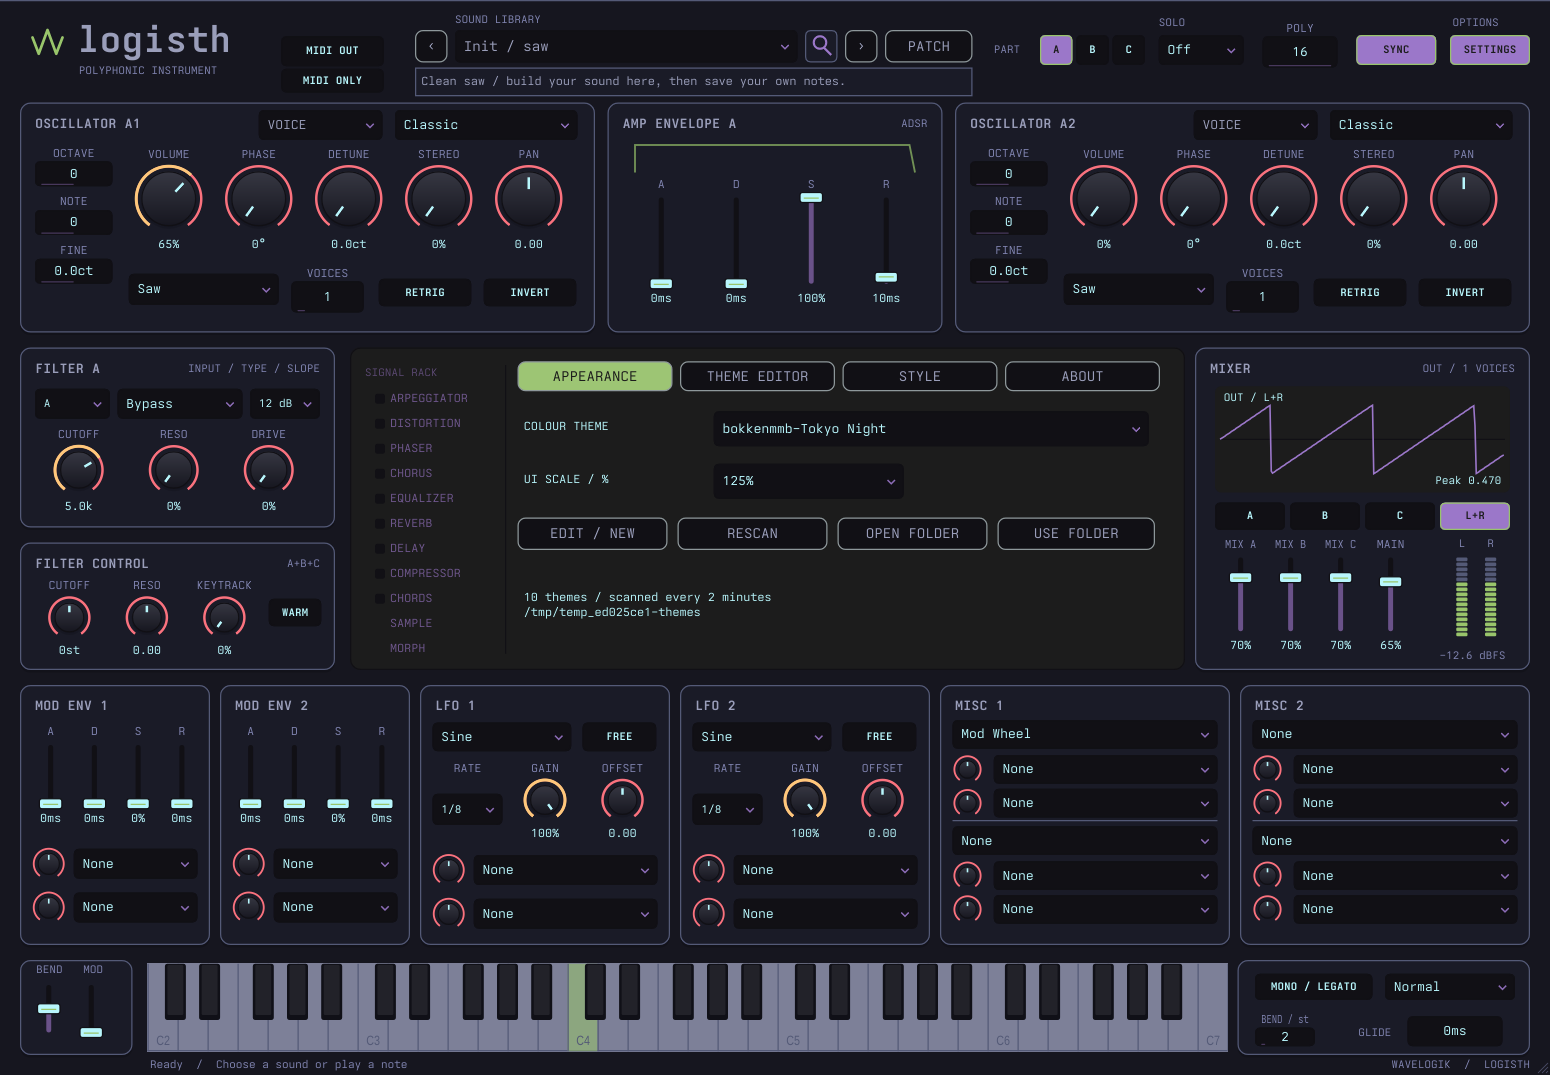 logisth
POLYPHONIC INSTRUMENT
MIDI OUT
MIDI ONLY
SOUND LIBRARY
‹ Init / saw › PATCH
Clean saw / build your sound here, then save your own notes.
PART A B C
SOLO
Off
POLY
16
SYNC
OPTIONS
SETTINGS
OSCILLATOR A1 VOICE Classic
OCTAVE VOLUME PHASE DETUNE STEREO PAN
0
NOTE
0
65% 0° 0.0ct 0% 0.00
FINE
0.0ct
Saw
VOICES
1
RETRIG INVERT
AMP ENVELOPE A ADSR
A D S R
0ms 0ms 100% 10ms
OSCILLATOR A2 VOICE Classic
OCTAVE VOLUME PHASE DETUNE STEREO PAN
0
NOTE
0
0% 0° 0.0ct 0% 0.00
FINE
0.0ct
Saw
VOICES
1
RETRIG INVERT
FILTER A INPUT / TYPE / SLOPE
A Bypass 12 dB
CUTOFF RESO DRIVE
5.0k 0% 0%
FILTER CONTROL A+B+C
CUTOFF RESO KEYTRACK
WARM
0st 0.00 0%
SIGNAL RACK
ARPEGGIATOR
DISTORTION
PHASER
CHORUS
EQUALIZER
REVERB
DELAY
COMPRESSOR
CHORDS
SAMPLE
MORPH
APPEARANCE THEME EDITOR STYLE ABOUT
COLOUR THEME bokkenmmb-Tokyo Night
UI SCALE / % 125%
EDIT / NEW RESCAN OPEN FOLDER USE FOLDER
10 themes / scanned every 2 minutes
/tmp/temp_ed025ce1-themes
MIXER OUT / 1 VOICES
OUT / L+R
Peak 0.470
A B C L+R
MIX A MIX B MIX C MAIN L R
70% 70% 70% 65%
-12.6 dBFS
MOD ENV 1
A D S R
0ms 0ms 0% 0ms
None
None
MOD ENV 2
A D S R
0ms 0ms 0% 0ms
None
None
LFO 1
Sine FREE
RATE GAIN OFFSET
1/8
100% 0.00
None
None
LFO 2
Sine FREE
RATE GAIN OFFSET
1/8
100% 0.00
None
None
MISC 1
Mod Wheel
None
None
None
None
None
MISC 2
None
None
None
None
None
None
BEND MOD
C2 C3 C4 C5 C6 C7
MONO / LEGATO Normal
BEND / st
2
GLIDE 0ms
Ready / Choose a sound or play a note
WAVELOGIK / LOGISTH